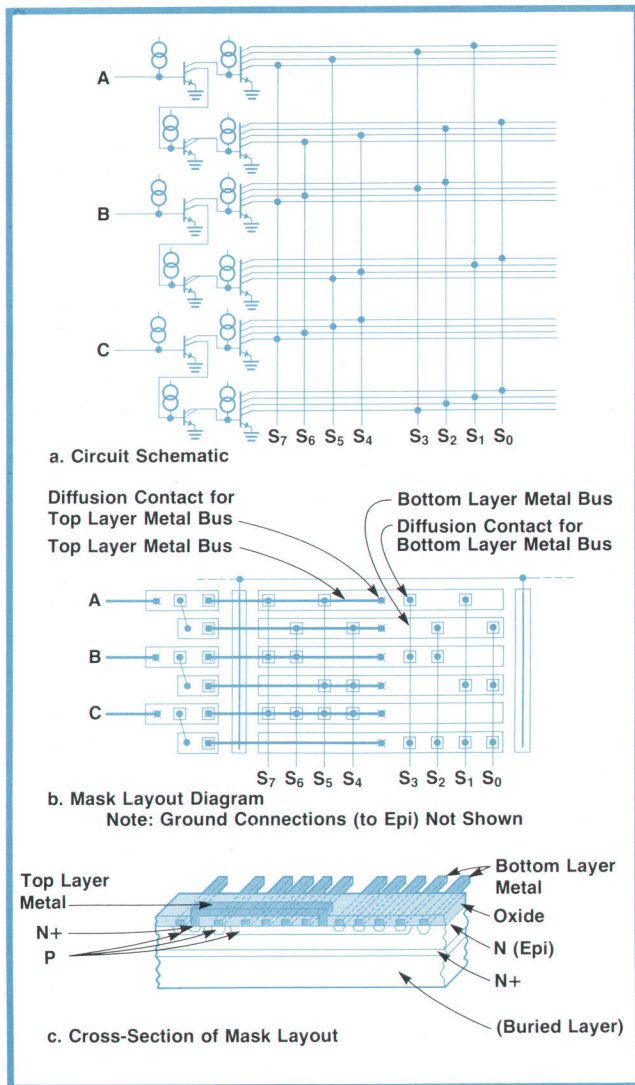 A
B
C
S7 S6 S5 S4 S3 S2 S1 S0
a. Circuit Schematic
Diffusion Contact for
Top Layer Metal Bus
Top Layer Metal Bus
Bottom Layer Metal Bus
Diffusion Contact for
Bottom Layer Metal Bus
A
B
C
S7 S6 S5 S4 S3 S2 S1 S0
b. Mask Layout Diagram
Note: Ground Connections (to Epi) Not Shown
Top Layer
Metal
N+
P
Bottom Layer
Metal
Oxide
N (Epi)
N+
(Buried Layer)
c. Cross-Section of Mask Layout